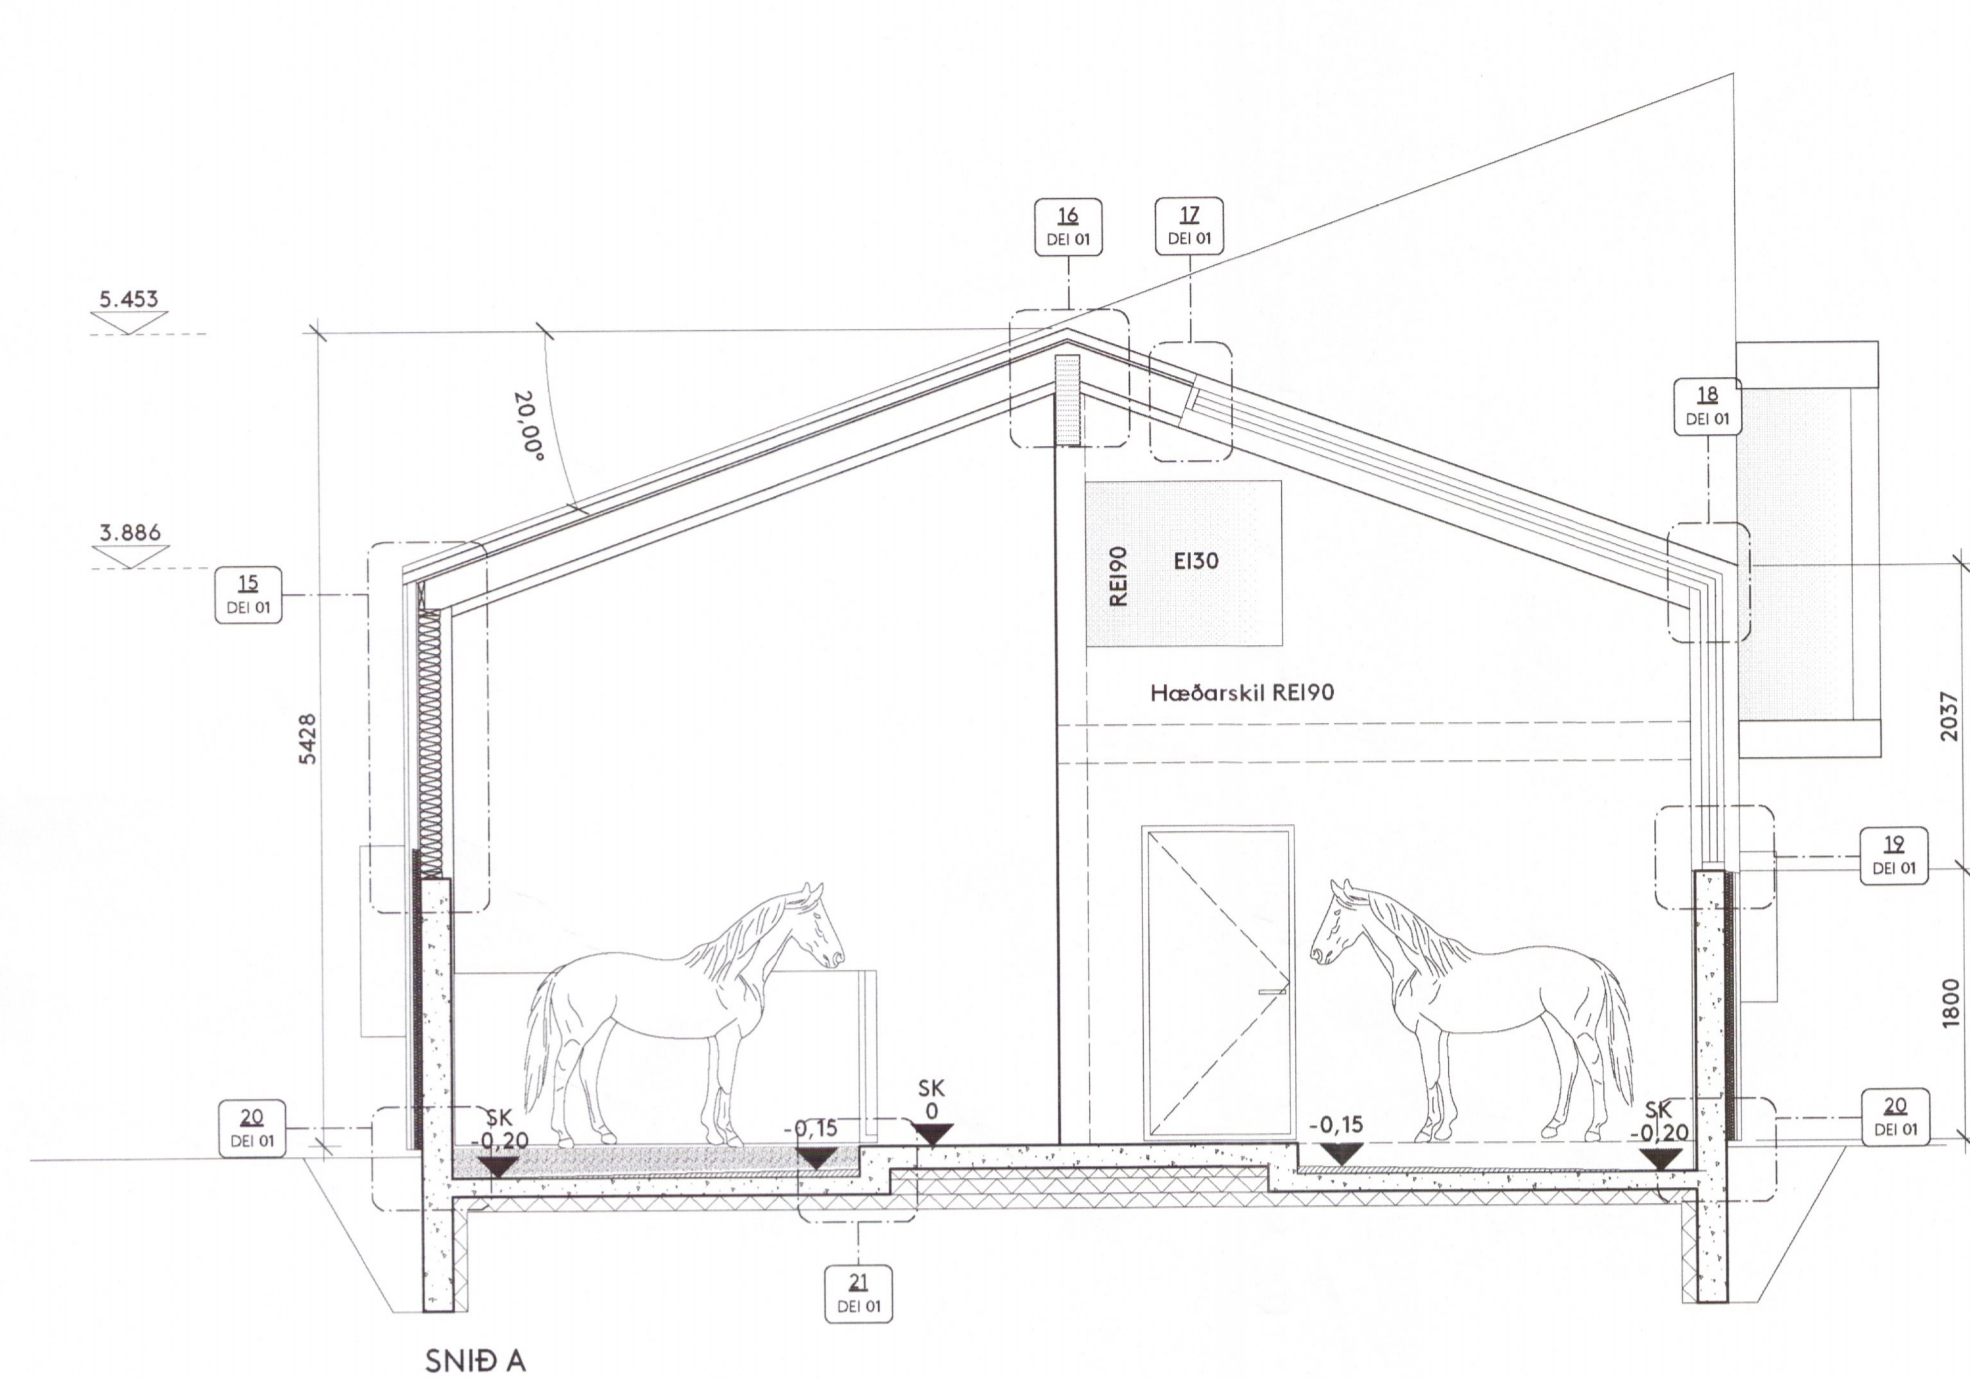 16
DEI 01
17
DEI 01
5.453
20,00°
18
DEI 01
3.886
15
DEI 01
REI90
EI30
Hæðarskil REI90
5428
2037
19
DEI 01
1800
20
DEI 01
SK
-0,20
-0,15
SK
0
-0,15
SK
-0,20
20
DEI 01
21
DEI 01
SNIÐ A